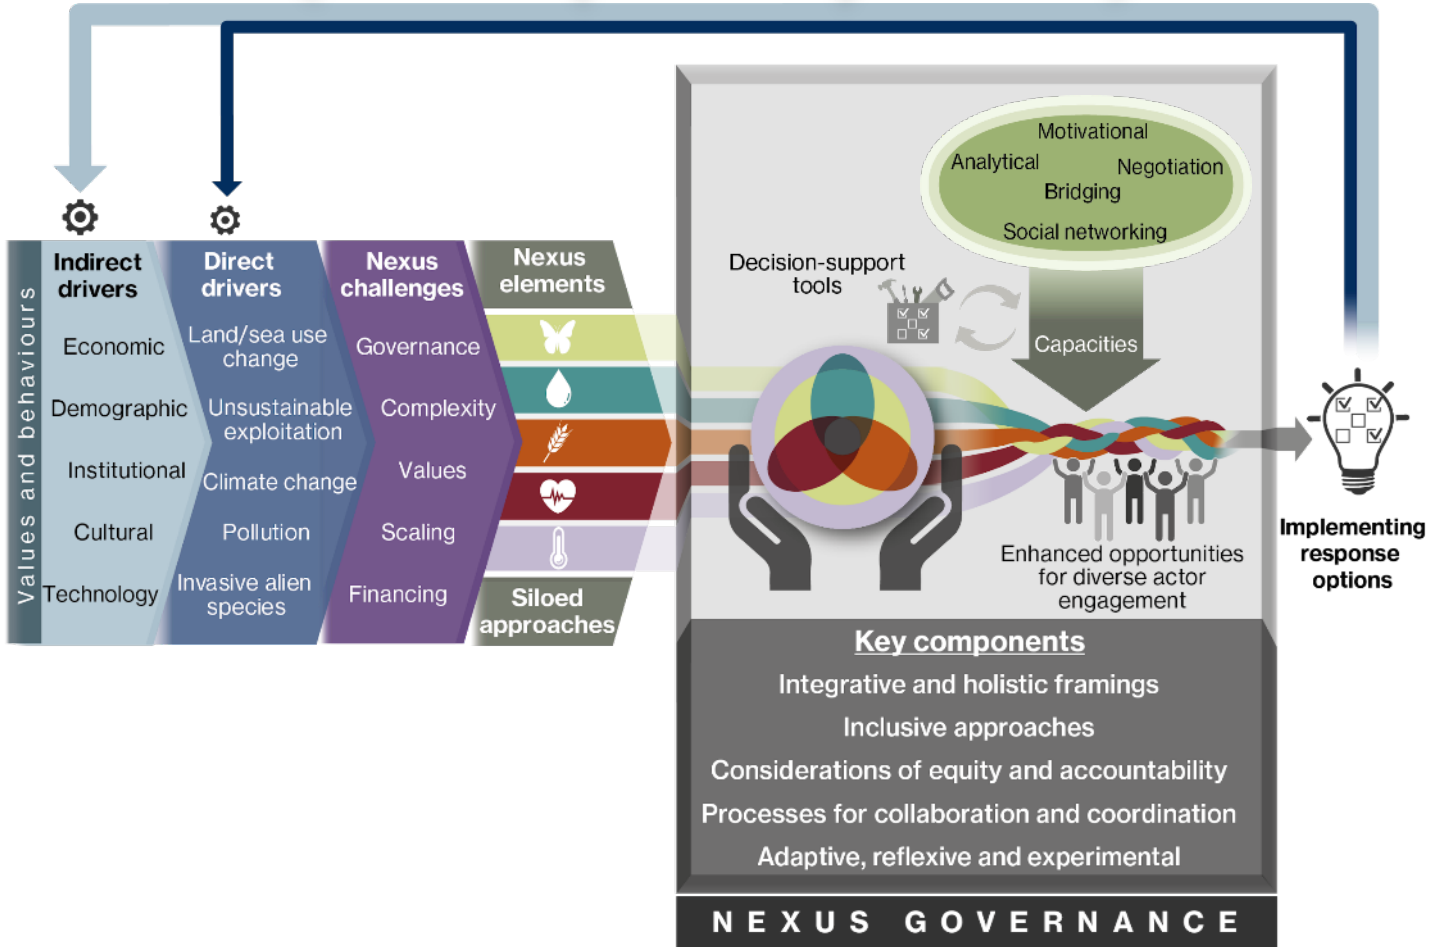 Motivational
Analytical
Negotiation
Bridging
Social networking
Decision-support
tools
Capacities
Values and behaviours
Indirect
drivers
Economic
Demographic
Institutional
Cultural
Technology
Direct
drivers
Land/sea use
change
Unsustainable
exploitation
Climate change
Pollution
Invasive alien
species
Nexus
challenges
Governance
Complexity
Values
Scaling
Financing
Nexus
elements
Siloed
approaches
Enhanced opportunities
for diverse actor
engagement
Implementing
response
options
Key components
Integrative and holistic framings
Inclusive approaches
Considerations of equity and accountability
Processes for collaboration and coordination
Adaptive, reflexive and experimental
NEXUS GOVERNANCE